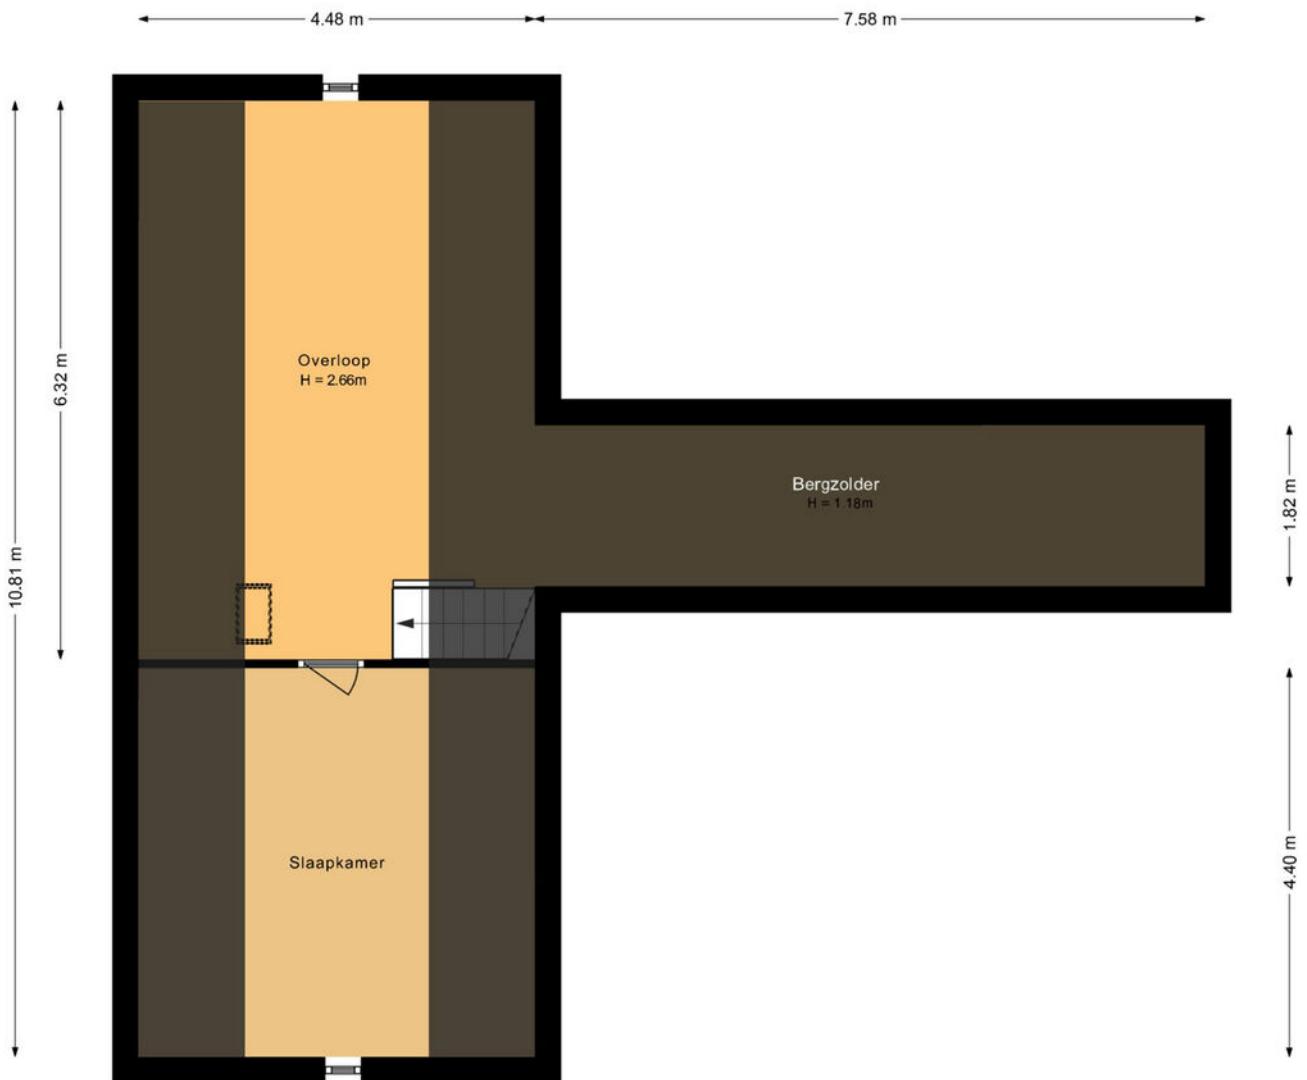 4.48 m
7.58 m
10.81 m
6.32 m
Overloop
H = 2.66m
Bergzolder
H = 1.18m
1.82 m
4.40 m
Slaapkamer